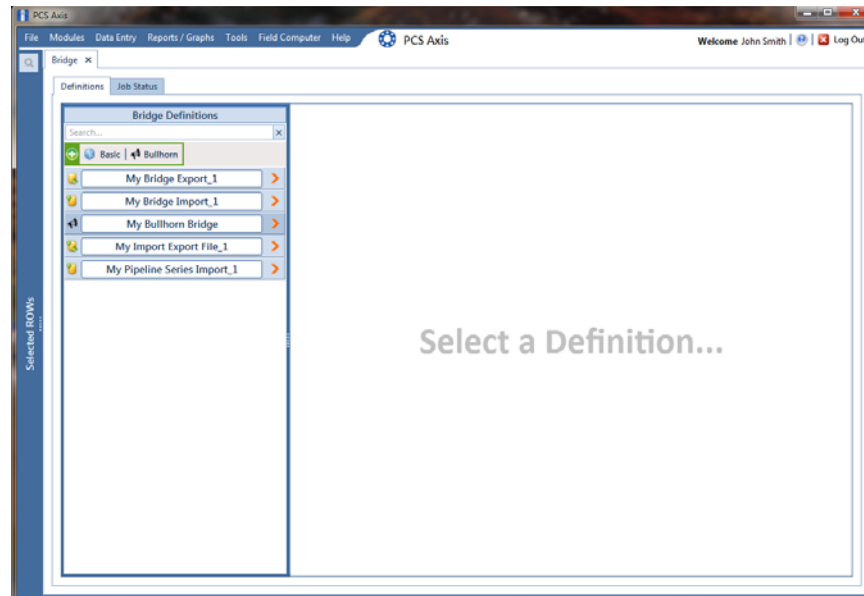 PCS Axis
File Modules Data Entry Reports / Graphs Tools Field Computer Help PCS Axis Welcome John Smith | | Log Out
Bridge ×
Definitions Job Status
Bridge Definitions
Search...
Basic | Bullhorn
My Bridge Export_1
My Bridge Import_1
My Bullhorn Bridge
My Import Export File_1
My Pipeline Series Import_1
Selected ROWs
Select a Definition...